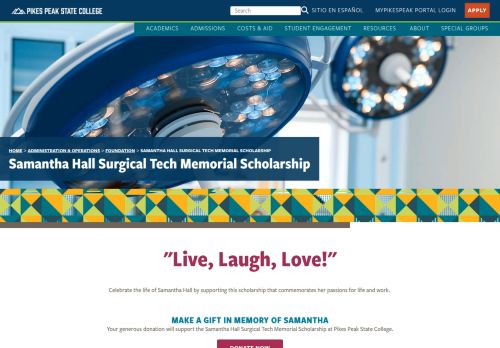 PIKES PEAK STATE COLLEGE
Search
SITIO EN ESPAÑOL
MYPIKESPEAK PORTAL LOGIN
APPLY
ACADEMICS ADMISSIONS COSTS & AID STUDENT ENGAGEMENT RESOURCES ABOUT SPECIAL GROUPS
HOME > ADMINISTRATION & OPERATIONS > FOUNDATION > SAMANTHA HALL SURGICAL TECH MEMORIAL SCHOLARSHIP
Samantha Hall Surgical Tech Memorial Scholarship
"Live, Laugh, Love!"
Celebrate the life of Samantha Hall by supporting this scholarship that commemorates her passions for life and work.
MAKE A GIFT IN MEMORY OF SAMANTHA
Your generous donation will support the Samantha Hall Surgical Tech Memorial Scholarship at Pikes Peak State College.
DONATE NOW